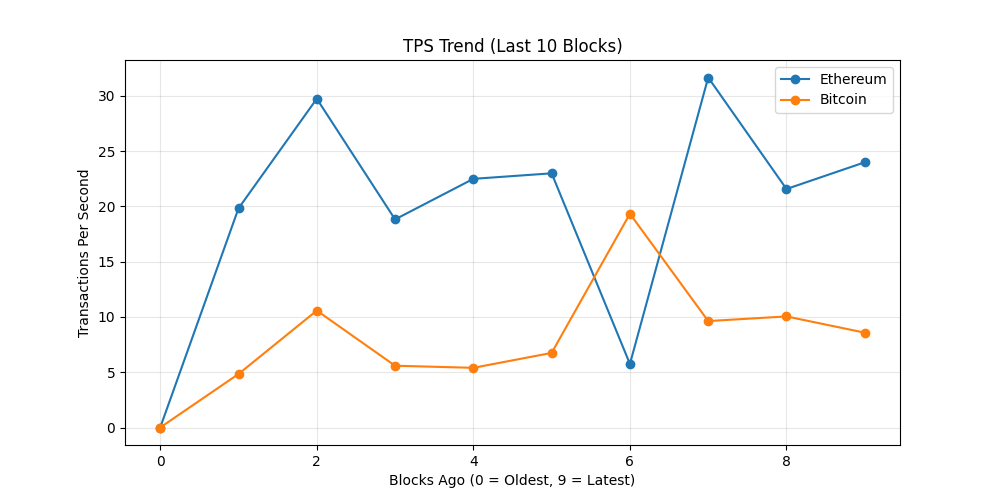 TPS Trend (Last 10 Blocks)
Ethereum
Bitcoin
Transactions Per Second
30
25
20
15
10
5
0
0 2 4 6 8
Blocks Ago (0 = Oldest, 9 = Latest)